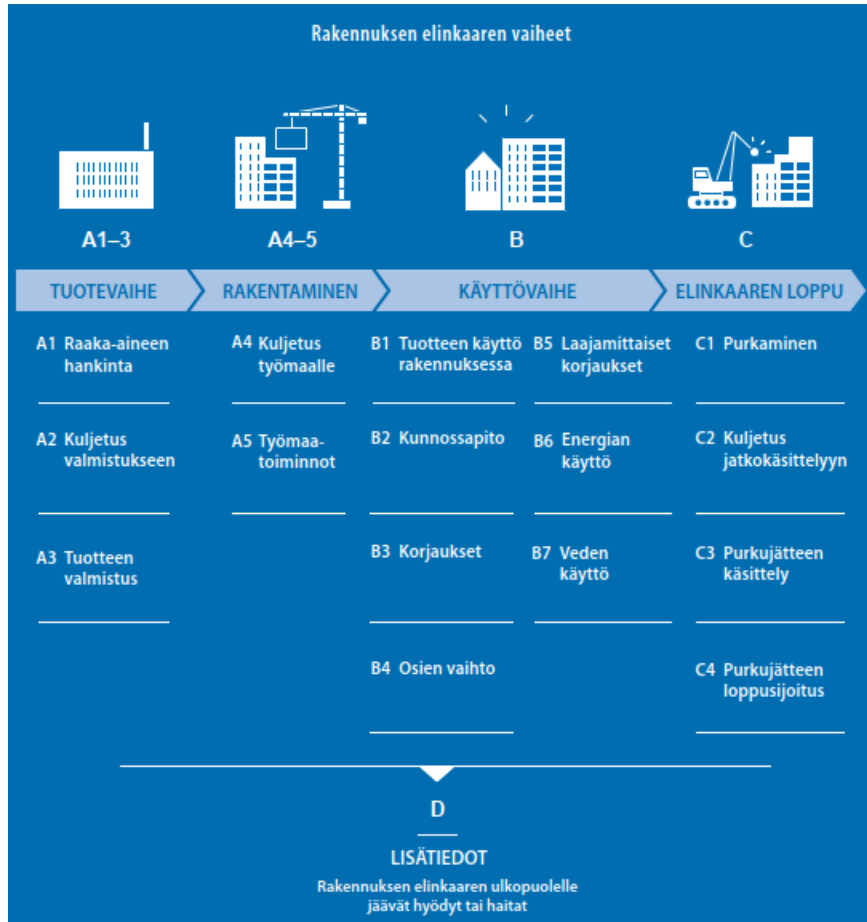 Rakennuksen elinkaaren vaiheet
A1–3
A4–5
B
C
TUOTEVAIHE
RAKENTAMINEN
KÄYTTÖVAIHE
ELINKAAREN LOPPU
A1 Raaka-aineen
hankinta
A2 Kuljetus
valmistukseen
A3 Tuotteen
valmistus
A4 Kuljetus
työmaalle
A5 Työmaa-
toiminnot
B1 Tuotteen käyttö
rakennuksessa
B2 Kunnossapito
B3 Korjaukset
B4 Osien vaihto
B5 Laajamittaiset
korjaukset
B6 Energian
käyttö
B7 Veden
käyttö
C1 Purkaminen
C2 Kuljetus
jatkokäsittelyyn
C3 Purkujätteen
käsittely
C4 Purkujätteen
loppusijoitus
D
LISÄTIEDOT
Rakennuksen elinkaaren ulkopuolelle
jäävät hyödyt tai haitat